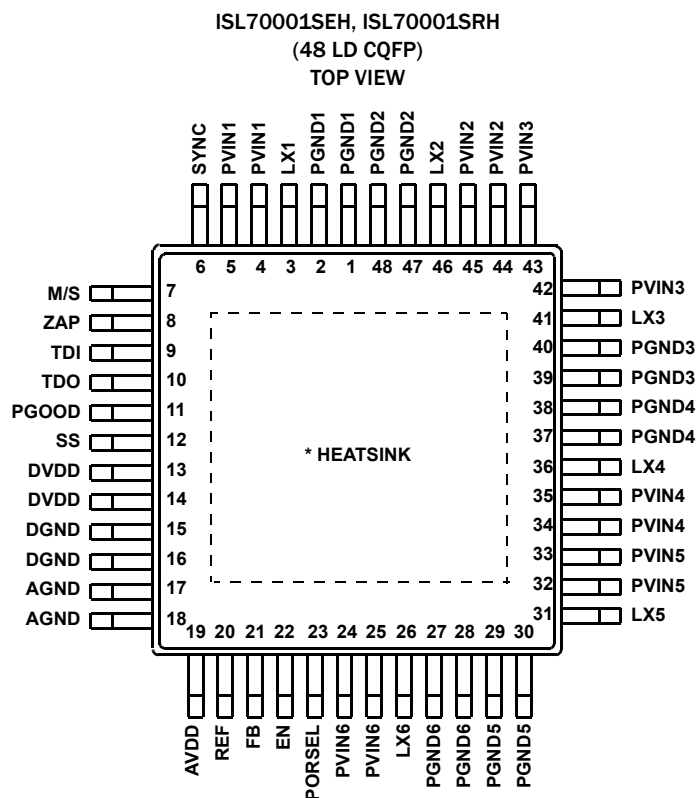 ISL70001SEH, ISL70001SRH
(48 LD CQFP)
TOP VIEW
SYNC
PVIN1
PVIN1
LX1
PGND1
PGND1
PGND2
PGND2
LX2
PVIN2
PVIN2
PVIN3
6 5 4 3 2 1 48 47 46 45 44 43
M/S 7
ZAP 8
TDI 9
TDO 10
PGOOD 11
SS 12
DVDD 13
DVDD 14
DGND 15
DGND 16
AGND 17
AGND 18
* HEATSINK
42 PVIN3
41 LX3
40 PGND3
39 PGND3
38 PGND4
37 PGND4
36 LX4
35 PVIN4
34 PVIN4
33 PVIN5
32 PVIN5
31 LX5
19 20 21 22 23 24 25 26 27 28 29 30
AVDD
REF
FB
EN
PORSEL
PVIN6
PVIN6
LX6
PGND6
PGND6
PGND5
PGND5